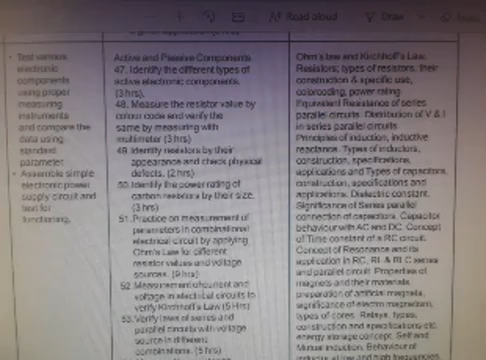 Read aloud
Draw
• Test various
electronic
components
using proper
measuring
instruments
and compare the
data using
standard
parameter.
• Assemble simple
electronic power
supply circuit and
test for
functioning.
Active and Passive Components
47. Identify the different types of
active electronic components.
(3 hrs)
48. Measure the resistor value by
colour code and verify the
same by measuring with
multimeter (3 hrs)
49. Identify resistors by their
appearance and check physical
defects. (2 hrs)
50. Identify the power rating of
carbon resistors by their size.
(3 hrs)
51. Practice on measurement of
parameters in combinational
electrical circuit by applying
Ohm's Law for different
resistor values and voltage
sources. (9 hrs)
52. Measurement of current and
voltage in electrical circuits to
verify Kirchhoff's Law (5 Hrs)
53. Verify laws of series and
parallel circuits with voltage
source in different
combinations. (5 hrs)
Ohm's law and Kirchhoff's Law.
Resistors; types of resistors, their
construction & specific use,
colorcoding, power rating.
Equivalent Resistance of series
parallel circuits. Distribution of V & I
in series parallel circuits.
Principles of induction, inductive
reactance. Types of inductors,
construction, specifications,
applications and Types of capacitors,
construction, specifications and
applications. Dielectric constant.
Significance of Series parallel
connection of capacitors. Capacitor
behaviour with AC and DC. Concept
of Time constant of a RC circuit.
Concept of Resonance and its
application in RC, RL & RLC series
and parallel circuit. Properties of
magnets and their materials,
preparation of artificial magnets,
significance of electro magnetism,
types of cores. Relays, types,
construction and specifications etc.
energy storage concept. Self and
Mutual induction. Behaviour of